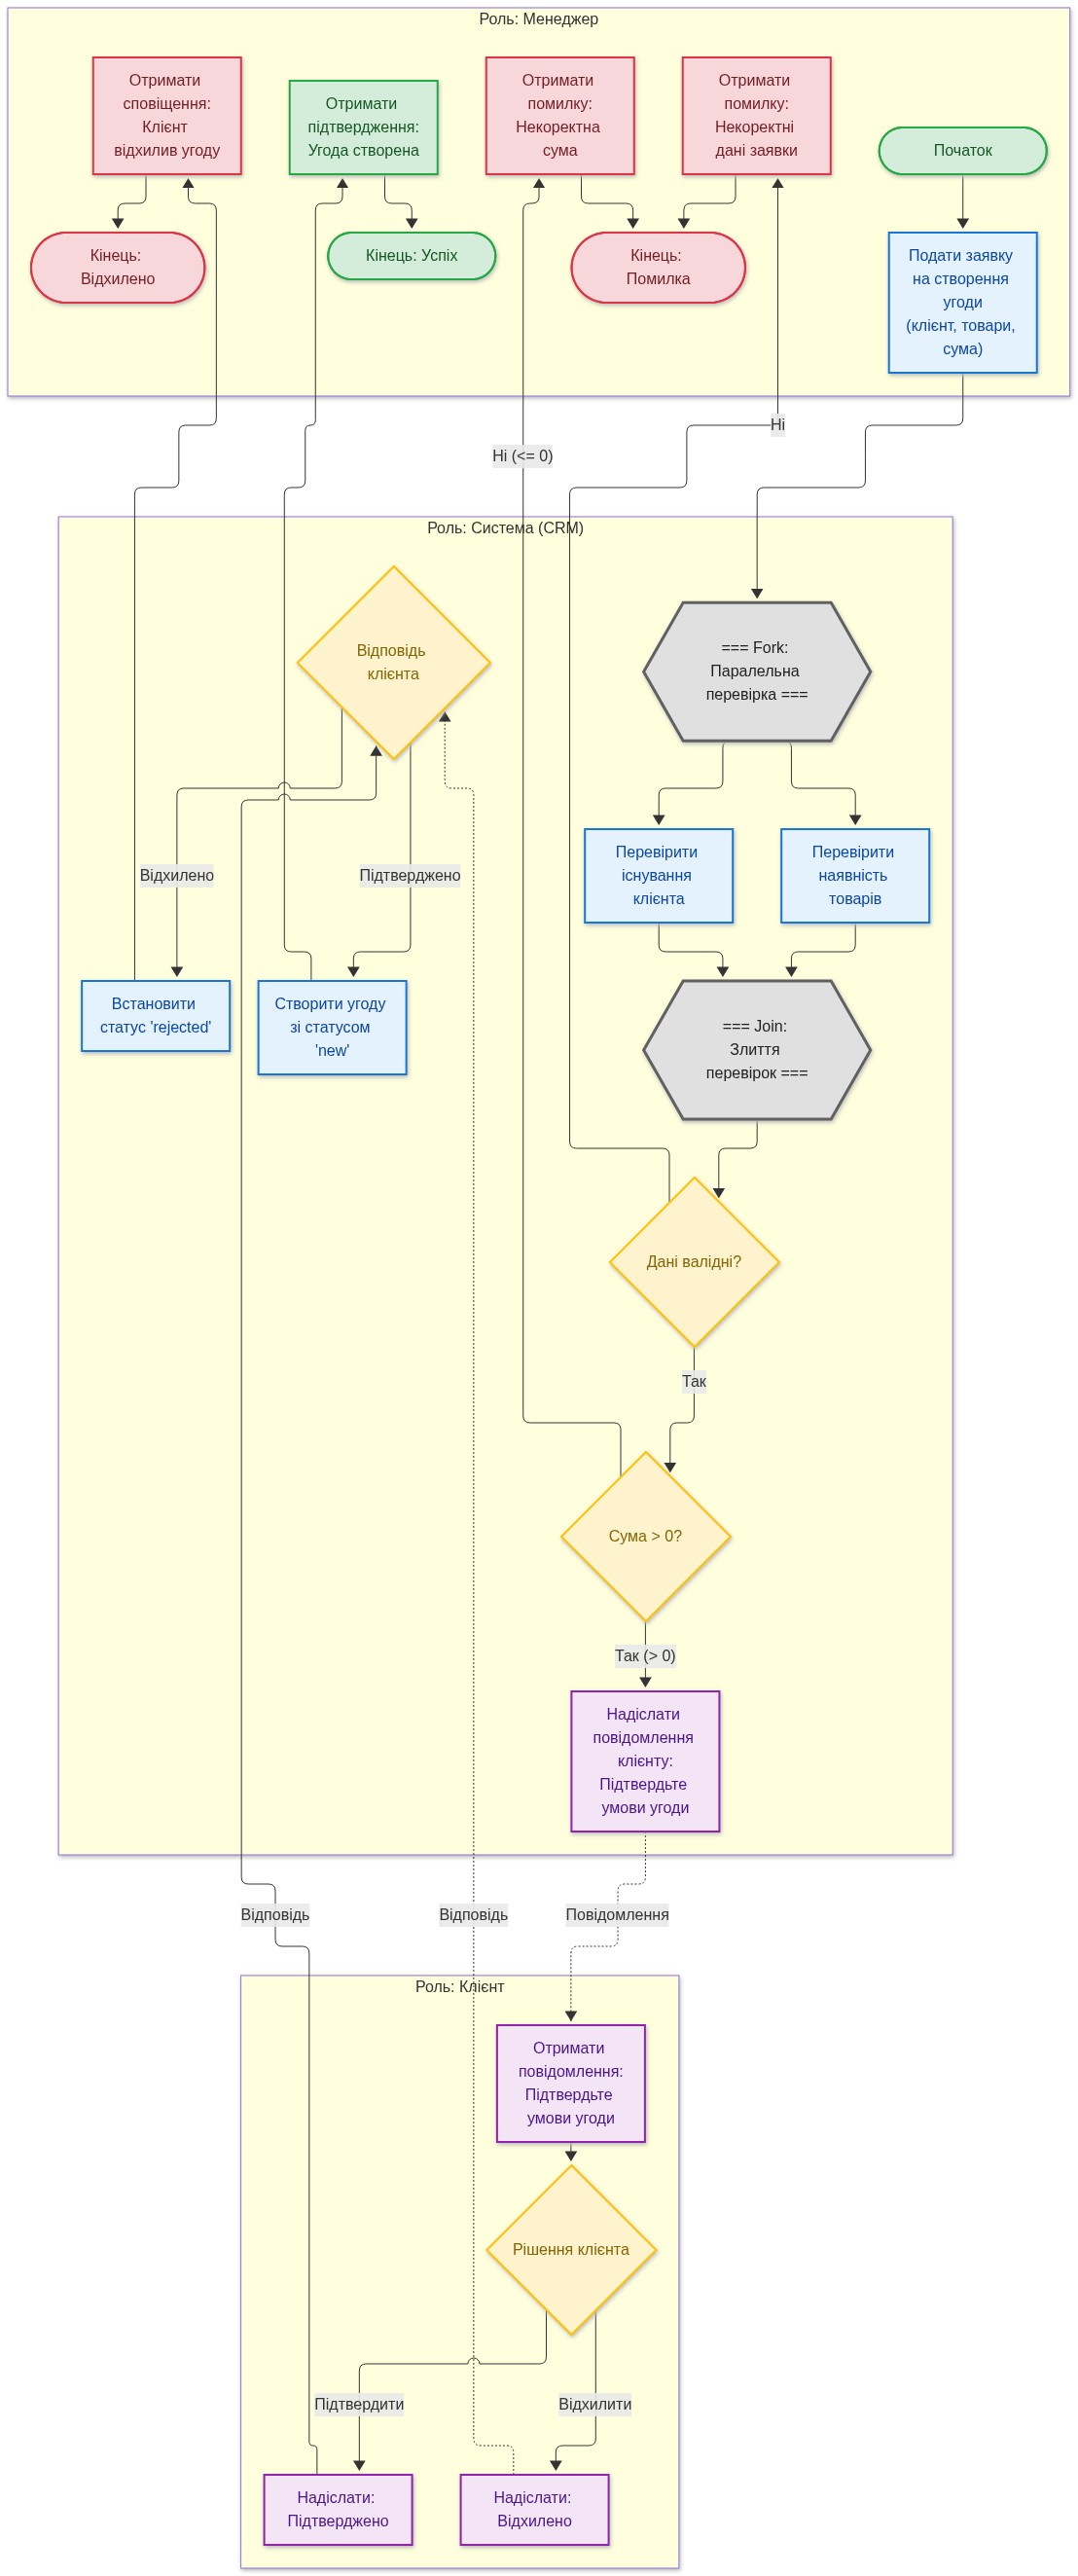 Роль: Менеджер
Отримати
сповіщення:
Клієнт
відхилив угоду
Отримати
підтвердження:
Угода створена
Отримати
помилку:
Некоректна
сума
Отримати
помилку:
Некоректні
дані заявки
Початок
Кінець:
Відхилено
Кінець: Успіх
Кінець:
Помилка
Подати заявку
на створення
угоди
(клієнт, товари,
сума)
Ні
Ні (<= 0)
Роль: Система (CRM)
Відповідь
клієнта
=== Fork:
Паралельна
перевірка ===
Відхилено
Підтверджено
Перевірити
існування
клієнта
Перевірити
наявність
товарів
Встановити
статус 'rejected'
Створити угоду
зі статусом
'new'
=== Join:
Злиття
перевірок ===
Дані валідні?
Так
Сума > 0?
Так (> 0)
Надіслати
повідомлення
клієнту:
Підтвердьте
умови угоди
Відповідь
Відповідь
Повідомлення
Роль: Клієнт
Отримати
повідомлення:
Підтвердьте
умови угоди
Рішення клієнта
Підтвердити
Відхилити
Надіслати:
Підтверджено
Надіслати:
Відхилено